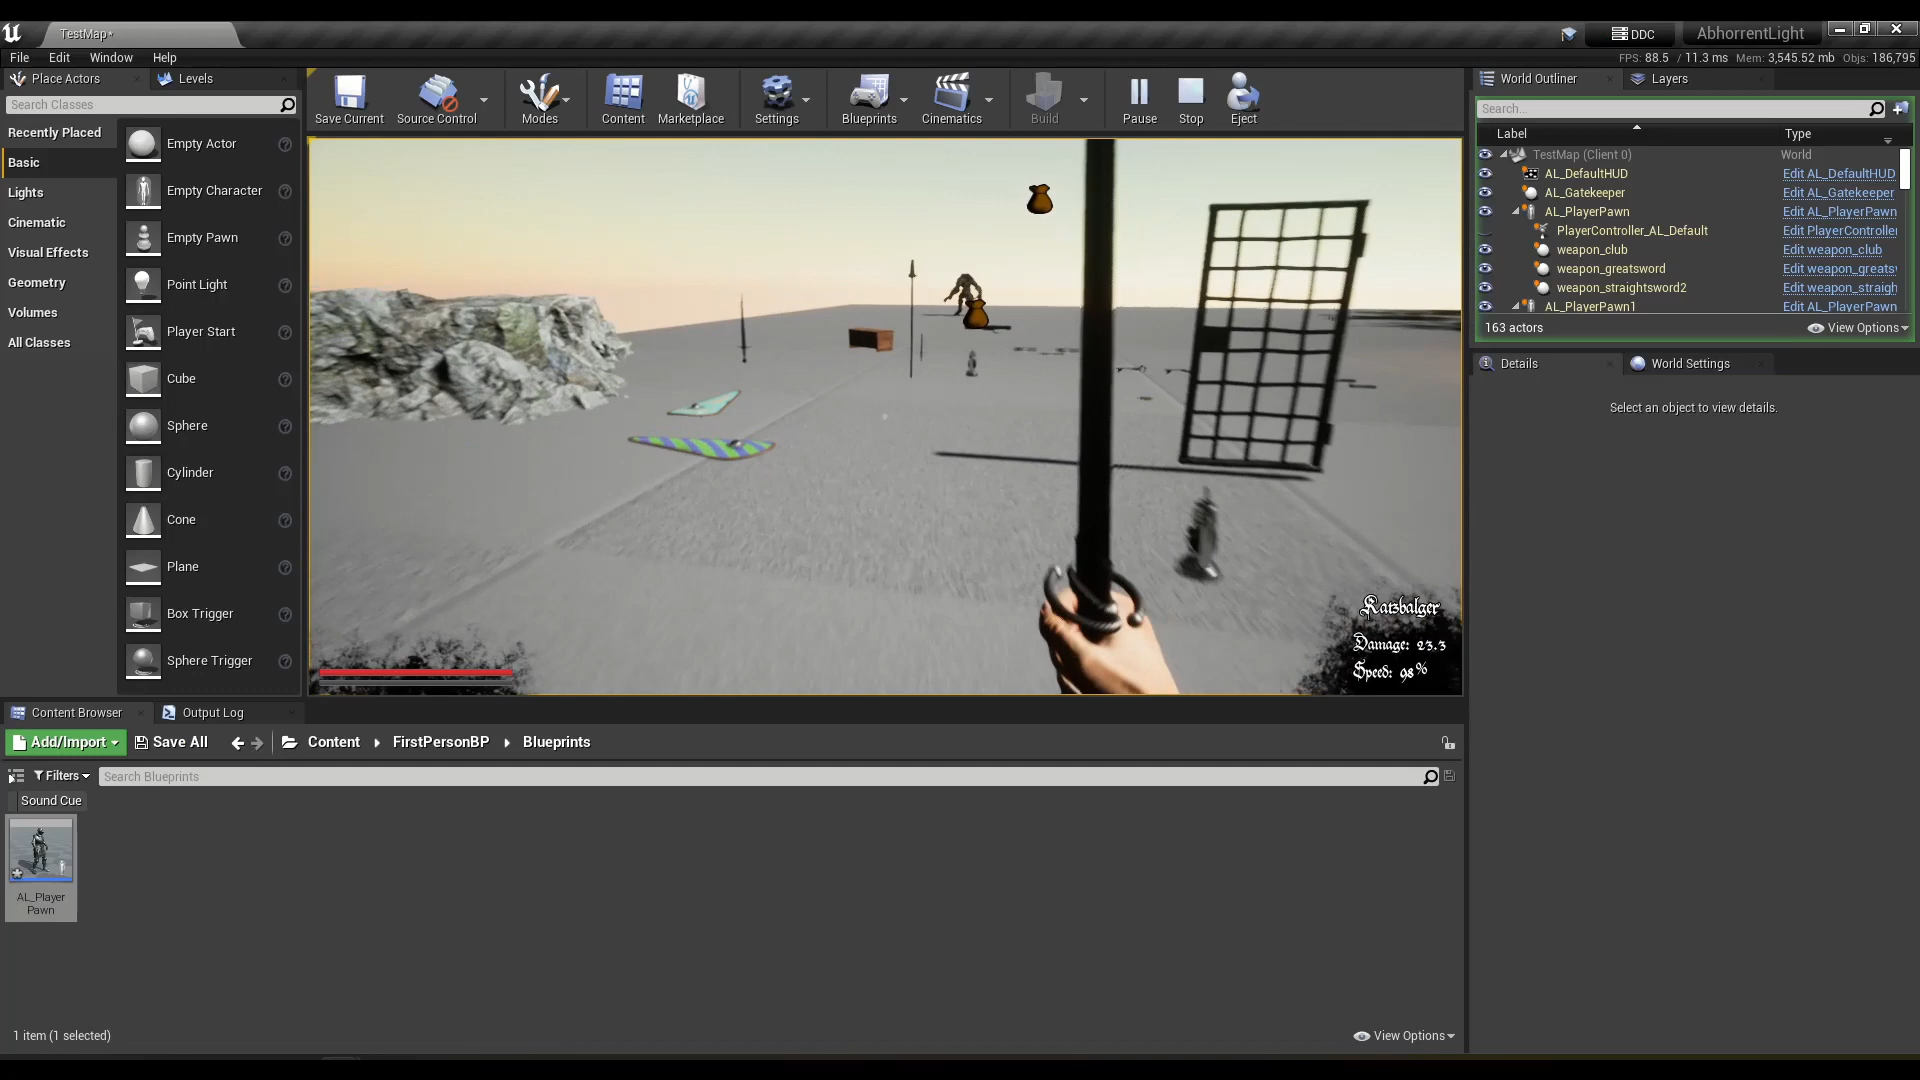 TestMap*
DDC
AbhorrentLight
File Edit Window Help
FPS: 88.5 / 11.3 ms Mem: 3,545.52 mb Objs: 186,795
Place Actors
Levels
Search Classes
Recently Placed
Basic
Lights
Cinematic
Visual Effects
Geometry
Volumes
All Classes
Empty Actor
Empty Character
Empty Pawn
Point Light
Player Start
Cube
Sphere
Cylinder
Cone
Plane
Box Trigger
Sphere Trigger
Save Current
Source Control
Modes
Content
Marketplace
Settings
Blueprints
Cinematics
Build
Pause
Stop
Eject
Katzbalger
Damage: 23.3
Speed: 98%
World Outliner
Layers
Search...
Label Type
TestMap (Client 0) World
AL_DefaultHUD Edit AL_DefaultHUD
AL_Gatekeeper Edit AL_Gatekeeper
AL_PlayerPawn Edit AL_PlayerPawn
PlayerController_AL_Default Edit PlayerController
weapon_club Edit weapon_club
weapon_greatsword Edit weapon_greatsw
weapon_straightsword2 Edit weapon_straigh
AL_PlayerPawn1 Edit AL_PlayerPawn
163 actors View Options
Details
World Settings
Select an object to view details.
Content Browser
Output Log
Add/Import
Save All
Content
FirstPersonBP
Blueprints
Filters
Search Blueprints
Sound Cue
AL_Player
Pawn
1 item (1 selected)
View Options